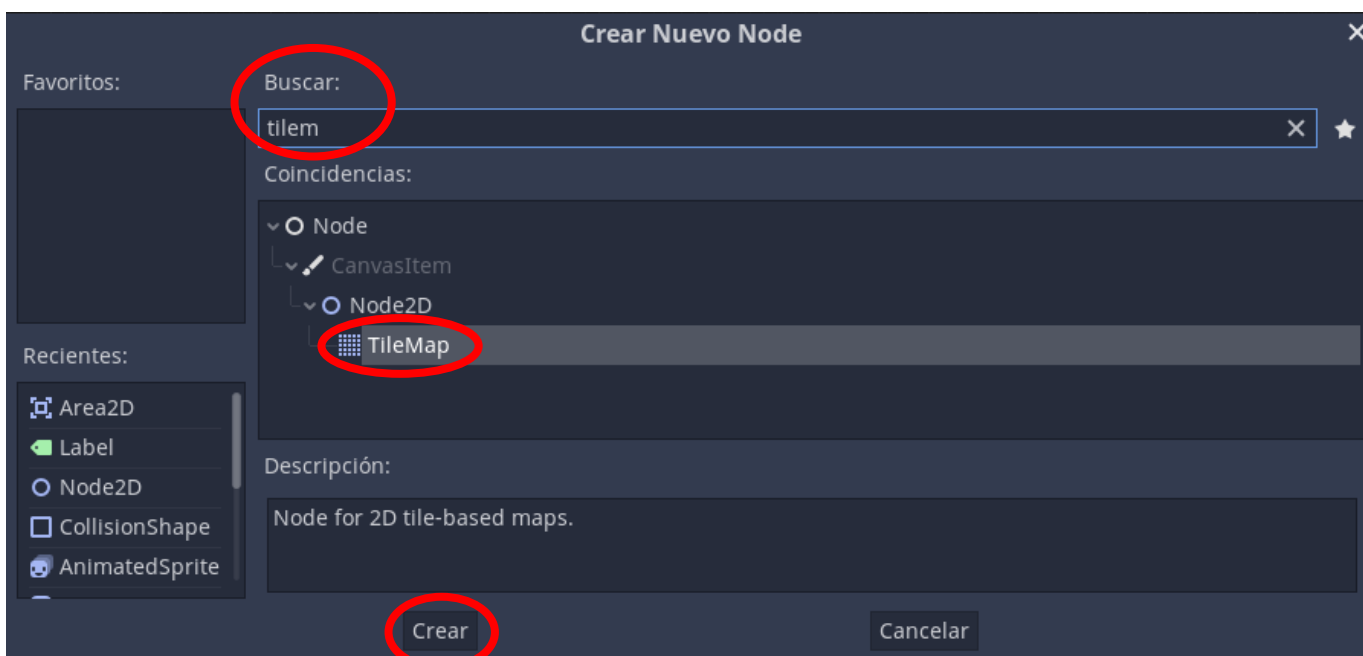 Crear Nuevo Node
Favoritos:
Buscar:
tilem
Coincidencias:
Node
CanvasItem
Node2D
TileMap
Recientes:
Area2D
Label
Node2D
CollisionShape
AnimatedSprite
Descripción:
Node for 2D tile-based maps.
Crear
Cancelar